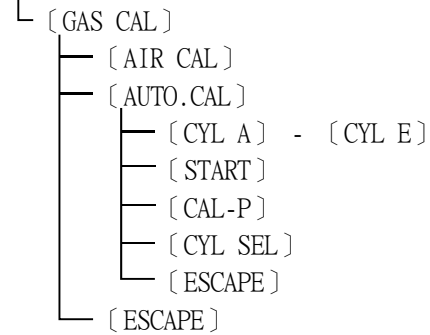 〔GAS CAL〕
〔AIR CAL〕
〔AUTO.CAL〕
〔CYL A〕 - 〔CYL E〕
〔START〕
〔CAL-P〕
〔CYL SEL〕
〔ESCAPE〕
〔ESCAPE〕